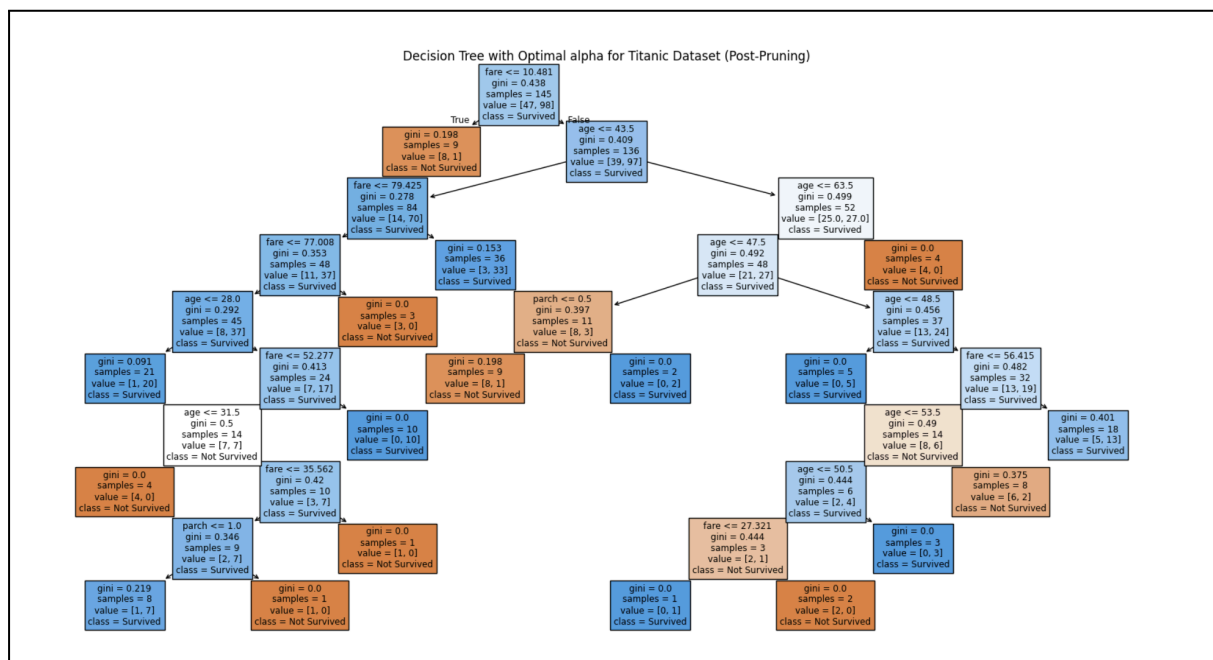 Decision Tree with Optimal alpha for Titanic Dataset (Post-Pruning)
fare <= 10.481
gini = 0.438
samples = 145
value = [47, 98]
class = Survived
True
False
gini = 0.198
samples = 9
value = [8, 1]
class = Not Survived
age <= 43.5
gini = 0.409
samples = 136
value = [39, 97]
class = Survived
fare <= 79.425
gini = 0.278
samples = 84
value = [14, 70]
class = Survived
age <= 63.5
gini = 0.499
samples = 52
value = [25.0, 27.0]
class = Survived
fare <= 77.008
gini = 0.353
samples = 48
value = [11, 37]
class = Survived
gini = 0.153
samples = 36
value = [3, 33]
class = Survived
age <= 47.5
gini = 0.492
samples = 48
value = [21, 27]
class = Survived
gini = 0.0
samples = 4
value = [4, 0]
class = Not Survived
age <= 28.0
gini = 0.292
samples = 45
value = [8, 37]
class = Survived
gini = 0.0
samples = 3
value = [3, 0]
class = Not Survived
parch <= 0.5
gini = 0.397
samples = 11
value = [8, 3]
class = Not Survived
age <= 48.5
gini = 0.456
samples = 37
value = [13, 24]
class = Survived
gini = 0.091
samples = 21
value = [1, 20]
class = Survived
fare <= 52.277
gini = 0.413
samples = 24
value = [7, 17]
class = Survived
gini = 0.198
samples = 9
value = [8, 1]
class = Not Survived
gini = 0.0
samples = 2
value = [0, 2]
class = Survived
gini = 0.0
samples = 5
value = [0, 5]
class = Survived
fare <= 56.415
gini = 0.482
samples = 32
value = [13, 19]
class = Survived
age <= 31.5
gini = 0.5
samples = 14
value = [7, 7]
class = Not Survived
gini = 0.0
samples = 10
value = [0, 10]
class = Survived
age <= 53.5
gini = 0.49
samples = 14
value = [8, 6]
class = Not Survived
gini = 0.401
samples = 18
value = [5, 13]
class = Survived
gini = 0.0
samples = 4
value = [4, 0]
class = Not Survived
fare <= 35.562
gini = 0.42
samples = 10
value = [3, 7]
class = Survived
age <= 50.5
gini = 0.444
samples = 6
value = [2, 4]
class = Survived
gini = 0.375
samples = 8
value = [6, 2]
class = Not Survived
parch <= 1.0
gini = 0.346
samples = 9
value = [2, 7]
class = Survived
gini = 0.0
samples = 1
value = [1, 0]
class = Not Survived
fare <= 27.321
gini = 0.444
samples = 3
value = [2, 1]
class = Not Survived
gini = 0.0
samples = 3
value = [0, 3]
class = Survived
gini = 0.219
samples = 8
value = [1, 7]
class = Survived
gini = 0.0
samples = 1
value = [1, 0]
class = Not Survived
gini = 0.0
samples = 1
value = [0, 1]
class = Survived
gini = 0.0
samples = 2
value = [2, 0]
class = Not Survived